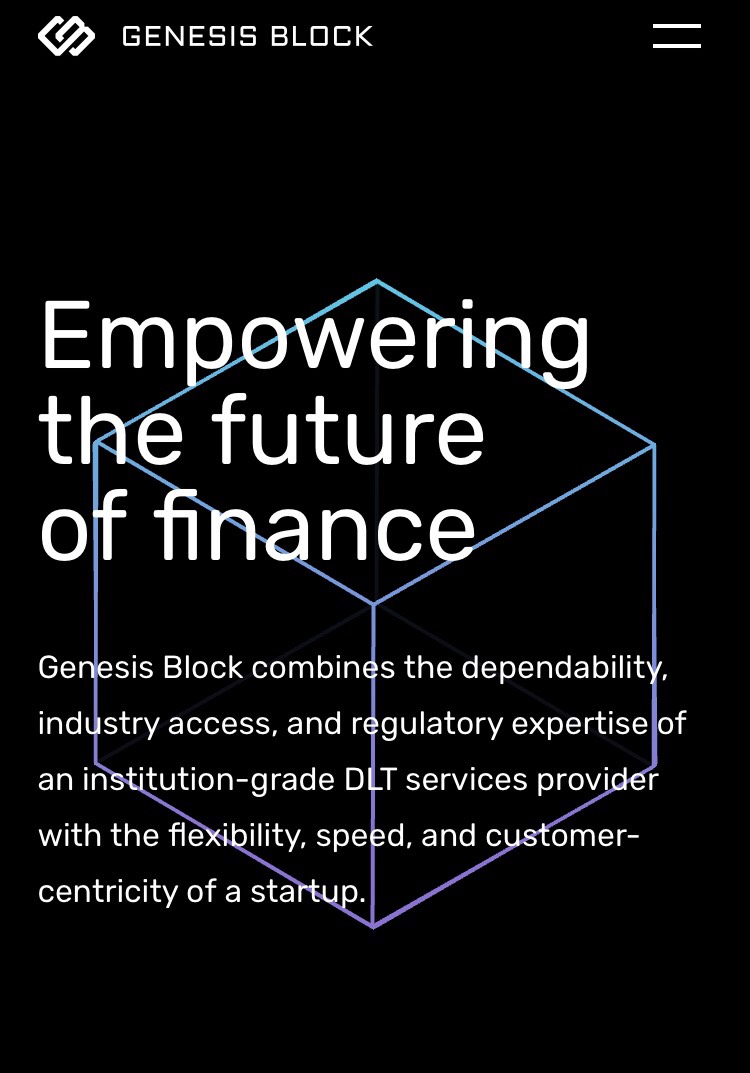 GENESIS BLOCK
Empowering
the future
of finance
Genesis Block combines the dependability,
industry access, and regulatory expertise of
an institution-grade DLT services provider
with the flexibility, speed, and customer-
centricity of a startup.